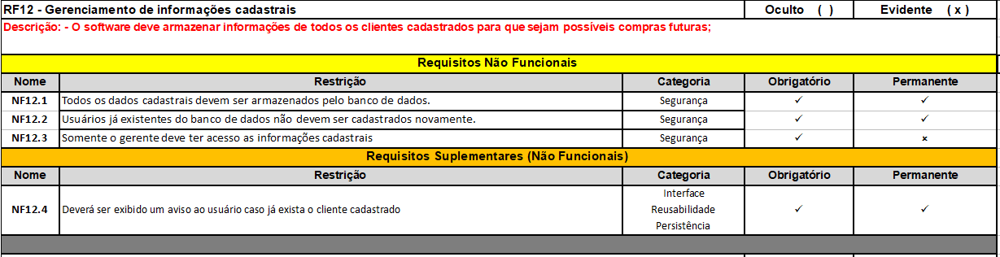 RF12 - Gerenciamento de informações cadastrais Oculto ( ) Evidente ( x )
Descrição: - O software deve armazenar informações de todos os clientes cadastrados para que sejam possíveis compras futuras;
Requisitos Não Funcionais
Nome Restrição Categoria Obrigatório Permanente
NF12.1 Todos os dados cadastrais devem ser armazenados pelo banco de dados. Segurança ✓ ✓
NF12.2 Usuários já existentes do banco de dados não devem ser cadastrados novamente. Segurança ✓ ✓
NF12.3 Somente o gerente deve ter acesso as informações cadastrais Segurança ✓ ×
Requisitos Suplementares (Não Funcionais)
Nome Restrição Categoria Obrigatório Permanente
NF12.4 Deverá ser exibido um aviso ao usuário caso já exista o cliente cadastrado Interface
Reusabilidade ✓ ✓
Persistência